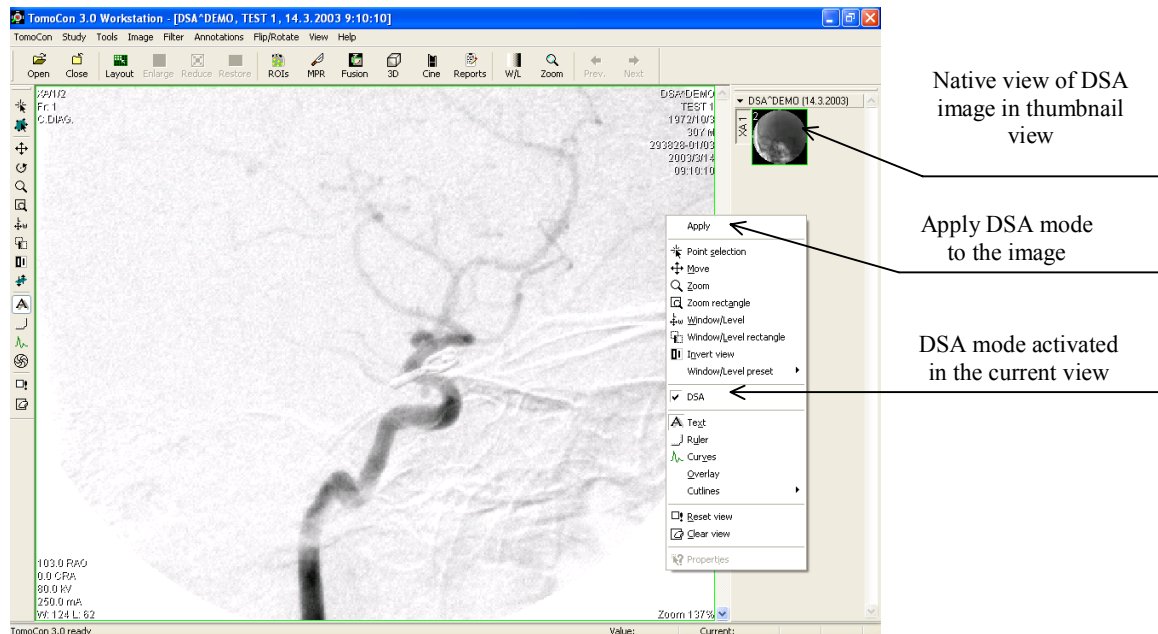 TomoCon 3.0 Workstation - [DSA^DEMO, TEST 1, 14.3.2003 9:10:10]
TomoCon Study Tools Image Filter Annotations Flip/Rotate View Help
Open Close Layout Enlarge Reduce Restore ROIs MPR Fusion 3D Cine Reports W/L Zoom Prev. Next
XA/1/2
Fr: 1
C.DIAG.
DSA^DEMO
TEST 1
1972/10/3
307 M
293828-01/03
2003/3/14
09:10:10
DSA^DEMO (14.3.2003)
XA 1
2
Apply
Point selection
Move
Zoom
Zoom rectangle
Window/Level
Window/Level rectangle
Invert view
Window/Level preset
DSA
Text
Ruler
Curves
Overlay
Cutlines
Reset view
Clear view
Properties
103.0 RAO
0.0 CRA
80.0 kV
250.0 mA
W: 124 L: 62
Zoom 137%
TomoCon 3.0 ready
Value:
Current:
Native view of DSA
image in thumbnail
view
Apply DSA mode
to the image
DSA mode activated
in the current view